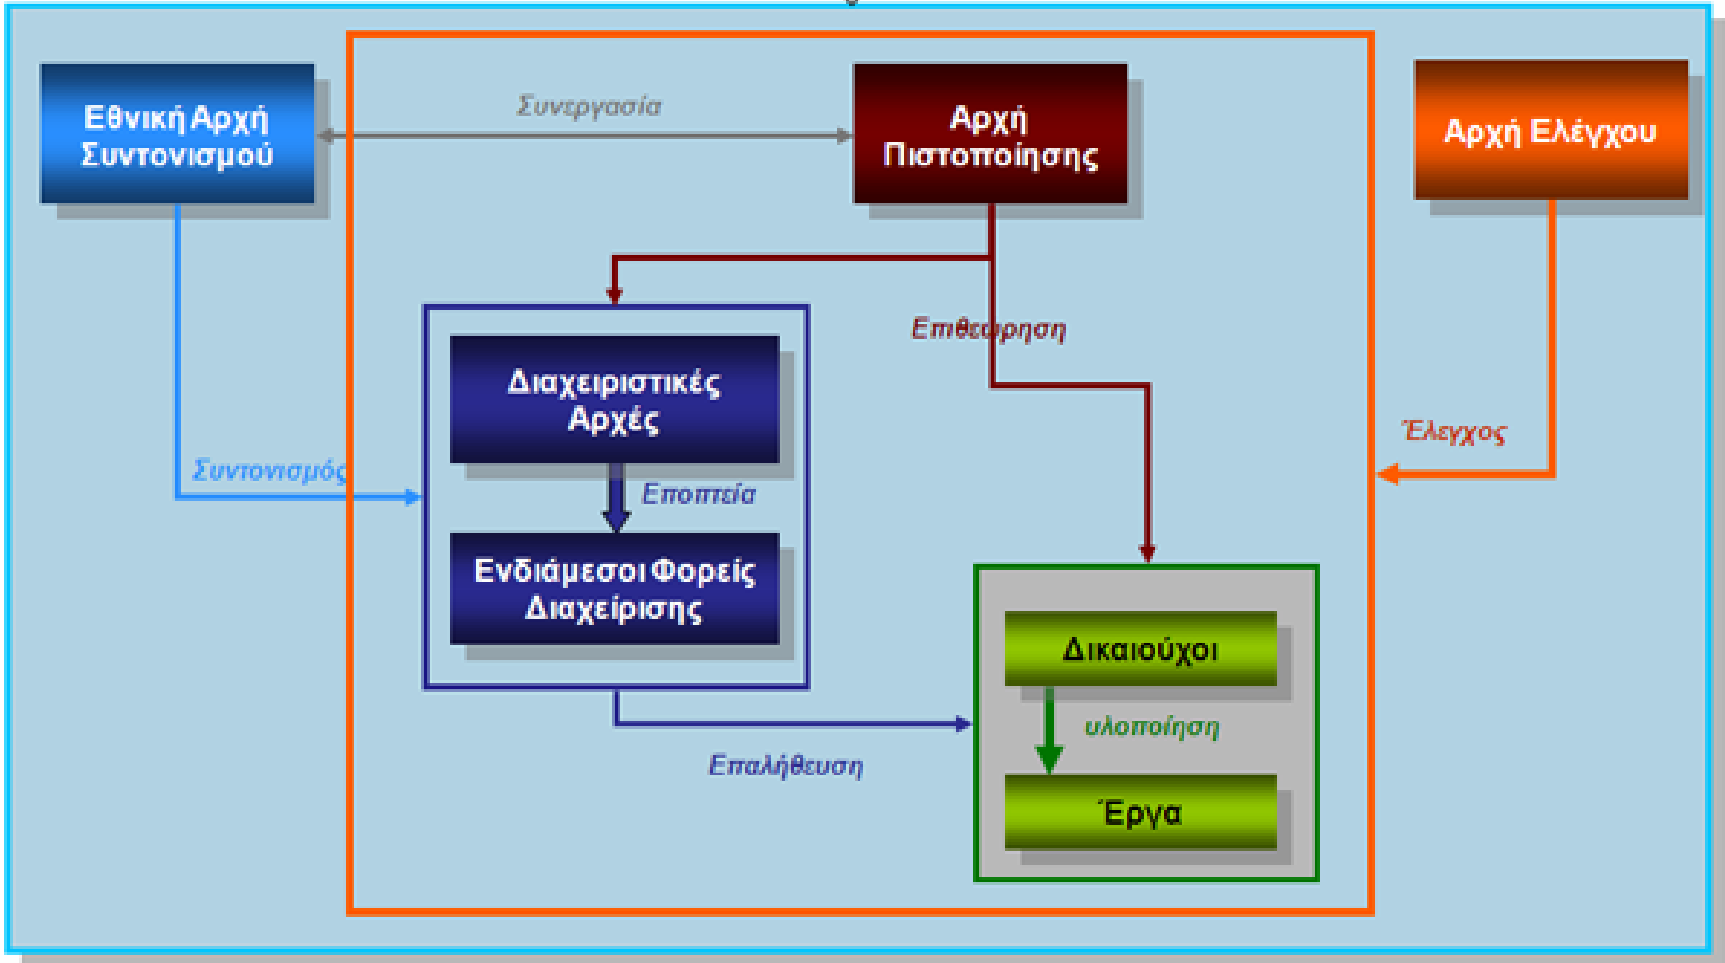 Εθνική Αρχή
Συντονισμού
Συνεργασία
Αρχή
Πιστοποίησης
Αρχή Ελέγχου
Επιθεώρηση
Διαχειριστικές
Αρχές
Έλεγχος
Συντονισμός
Εποπτεία
Ενδιάμεσοι Φορείς
Διαχείρισης
Δικαιούχοι
υλοποίηση
Επαλήθευση
Έργα